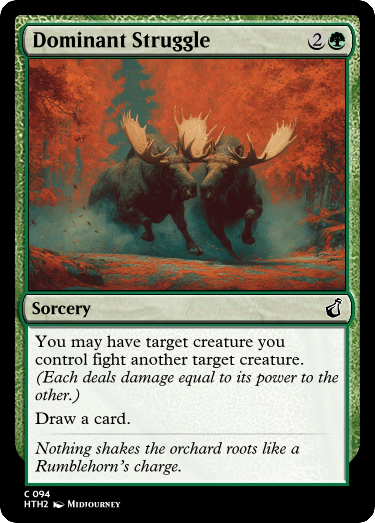 Dominant Struggle 2
Sorcery
You may have target creature you
control fight another target creature.
(Each deals damage equal to its power to the
other.)
Draw a card.
Nothing shakes the orchard roots like a
Rumblehorn's charge.
C 094
HTH2 Midjourney